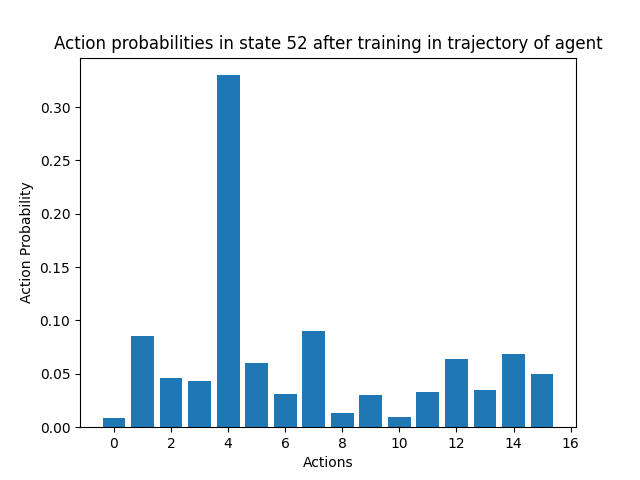 Action probabilities in state 52 after training in trajectory of agent
Action Probability
0.30
0.25
0.20
0.15
0.10
0.05
0.00
0 2 4 6 8 10 12 14 16
Actions